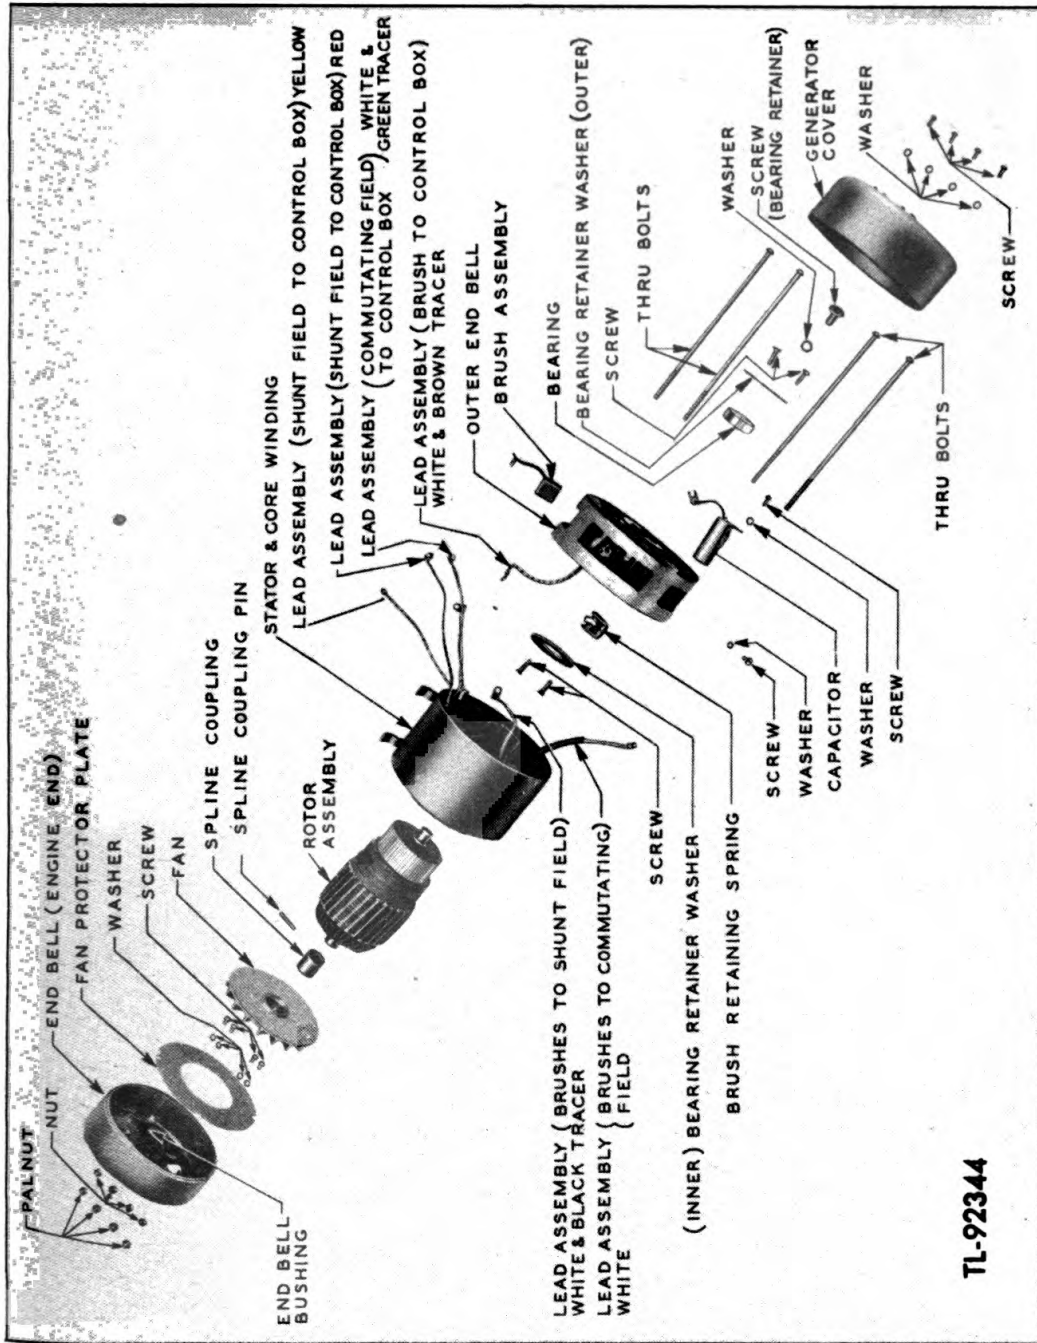 PALNUT
NUT
END BELL (ENGINE END)
FAN PROTECTOR PLATE
WASHER
SCREW
FAN
SPLINE COUPLING
SPLINE COUPLING PIN
ROTOR
ASSEMBLY
STATOR & CORE WINDING
LEAD ASSEMBLY (SHUNT FIELD TO CONTROL BOX) YELLOW
LEAD ASSEMBLY (SHUNT FIELD TO CONTROL BOX) RED
LEAD ASSEMBLY (COMMUTATING FIELD) WHITE &
TO CONTROL BOX ) GREEN TRACER
LEAD ASSEMBLY (BRUSH TO CONTROL BOX)
WHITE & BROWN TRACER
OUTER END BELL
BRUSH ASSEMBLY
BEARING
BEARING RETAINER WASHER (OUTER)
SCREW
THRU BOLTS
WASHER
SCREW
(BEARING RETAINER)
GENERATOR
COVER
WASHER
SCREW
END BELL
BUSHING
LEAD ASSEMBLY (BRUSHES TO SHUNT FIELD)
WHITE & BLACK TRACER
LEAD ASSEMBLY (BRUSHES TO COMMUTATING)
WHITE ( FIELD
SCREW
(INNER) BEARING RETAINER WASHER
BRUSH RETAINING SPRING
SCREW
WASHER
CAPACITOR
WASHER
SCREW
THRU BOLTS
TL-92344